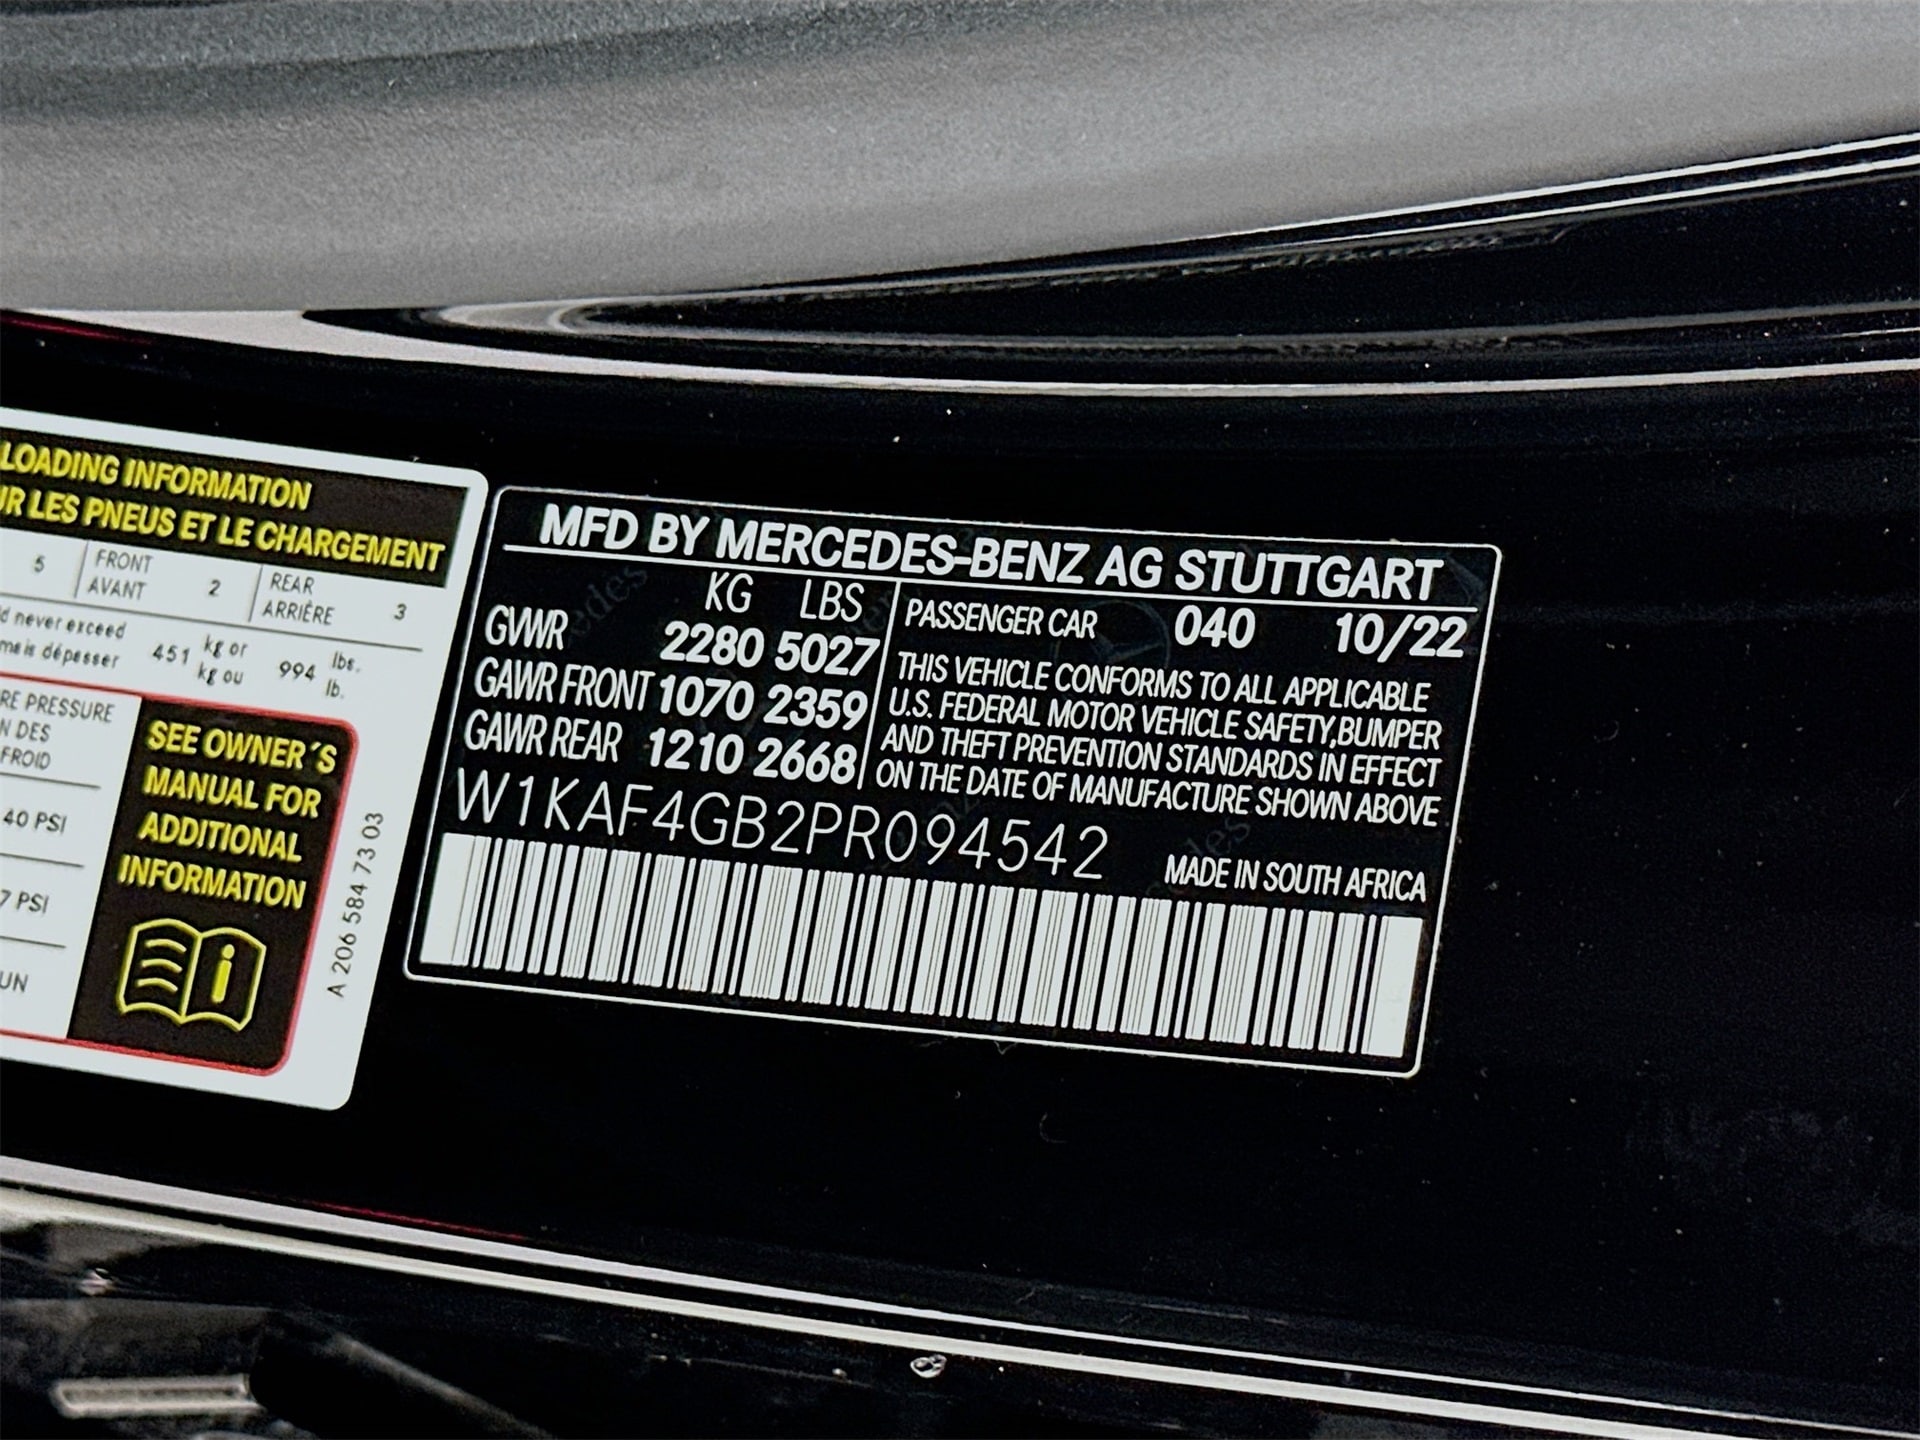 LOADING INFORMATION
UR LES PNEUS ET LE CHARGEMENT
5 FRONT AVANT 2 REAR ARRIÈRE 3
d never exceed
mais dépasser
451 kg or kg ou 994 lbs. lb.
RE PRESSURE
N DES
FROID
40 PSI
7 PSI
UN
SEE OWNER´S
MANUAL FOR
ADDITIONAL
INFORMATION
i
A 206 584 73 03
MFD BY MERCEDES-BENZ AG STUTTGART
KG LBS
GVWR 2280 5027
GAWR FRONT 1070 2359
GAWR REAR 1210 2668
PASSENGER CAR 040 10/22
THIS VEHICLE CONFORMS TO ALL APPLICABLE
U.S. FEDERAL MOTOR VEHICLE SAFETY,BUMPER
AND THEFT PREVENTION STANDARDS IN EFFECT
ON THE DATE OF MANUFACTURE SHOWN ABOVE
W1KAF4GB2PR094542
MADE IN SOUTH AFRICA